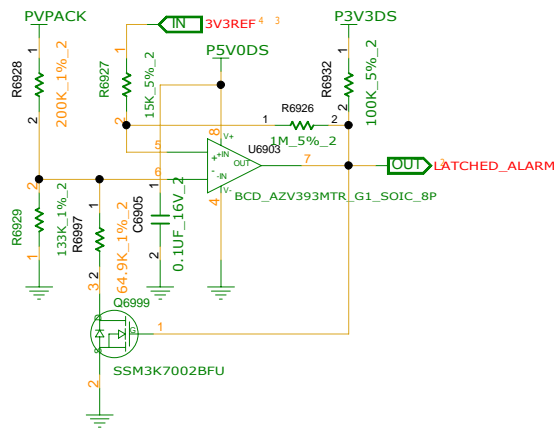 PVPACK
IN
3V3REF
4
3
P3V3DS
P5V0DS
1
R6928
200K_1%_2
2
1
R6927
15K_5%_2
2
1
R6932
100K_5%_2
2
1
R6926
2
1M_5%_2
8
V+
U6903
5
+
+IN
OUT
7
6
-
-IN
V-
4
OUT
LATCHED_ALARM
BCD_AZV393MTR_G1_SOIC_8P
2
R6929
133K_1%_2
1
1
R6997
64.9K_1%_2
2
1
C6905
0.1UF_16V_2
2
3
Q6999
G
1
SSM3K7002BFU
2